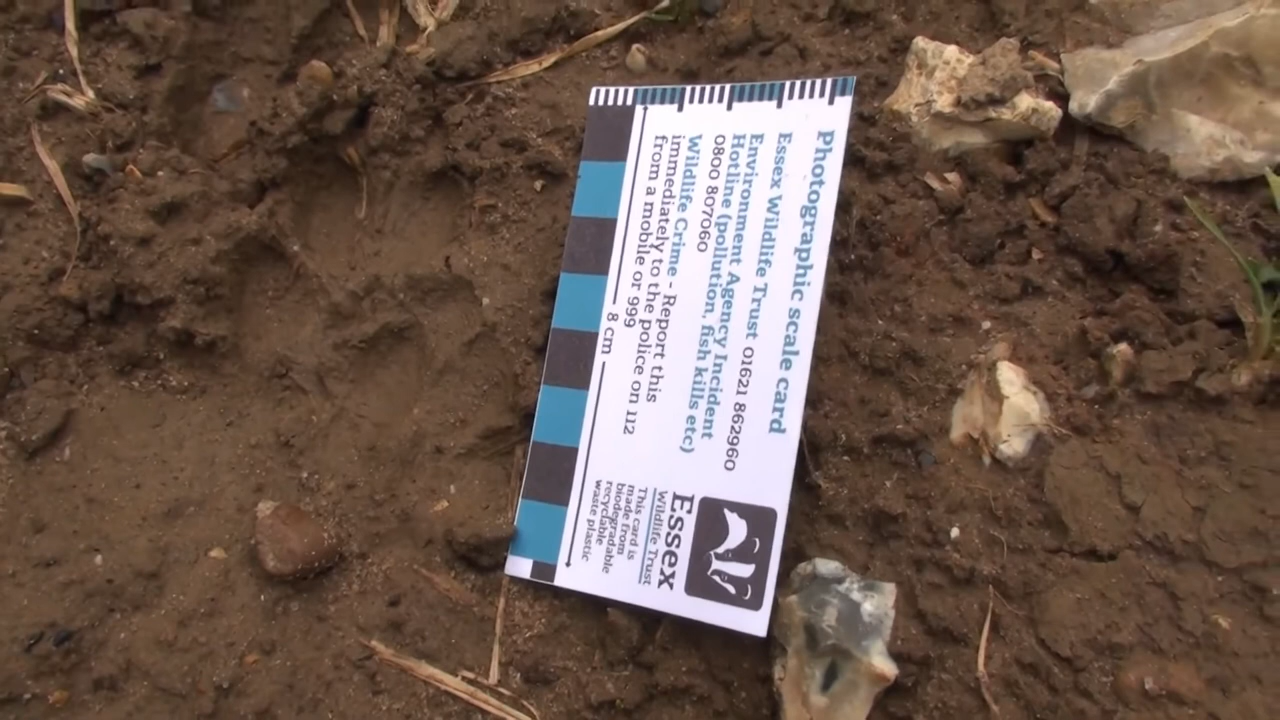 Photographic scale card
Essex Wildlife Trust 01621 862960
Environment Agency Incident
Hotline (pollution, fish kills etc)
0800 807060
Wildlife Crime - Report this
immediately to the police on 112
from a mobile or 999
8 cm
Essex
Wildlife Trust
This card is
made from
biodegradable
recyclable
waste plastic